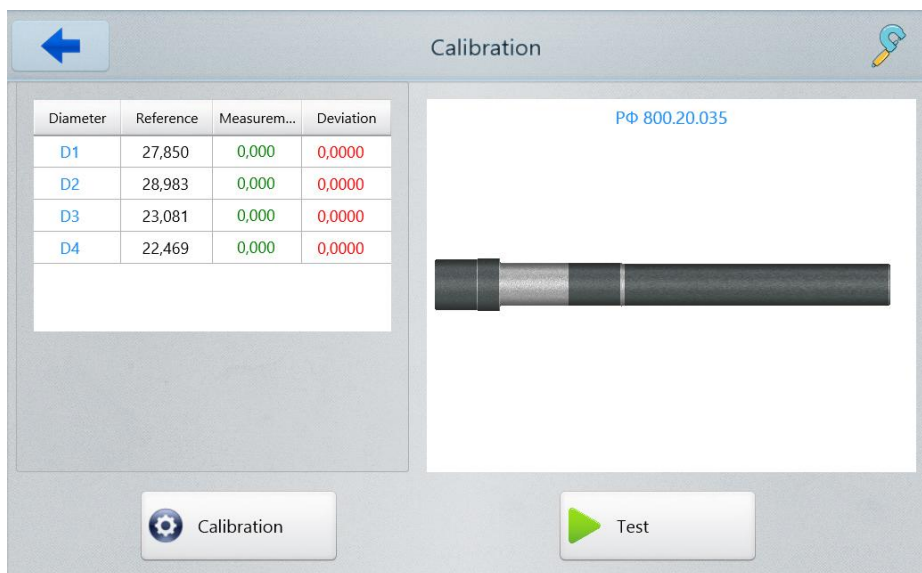 Calibration
Diameter Reference Measurem... Deviation
D1 27,850 0,000 0,0000
D2 28,983 0,000 0,0000
D3 23,081 0,000 0,0000
D4 22,469 0,000 0,0000
РФ 800.20.035
Calibration
Test